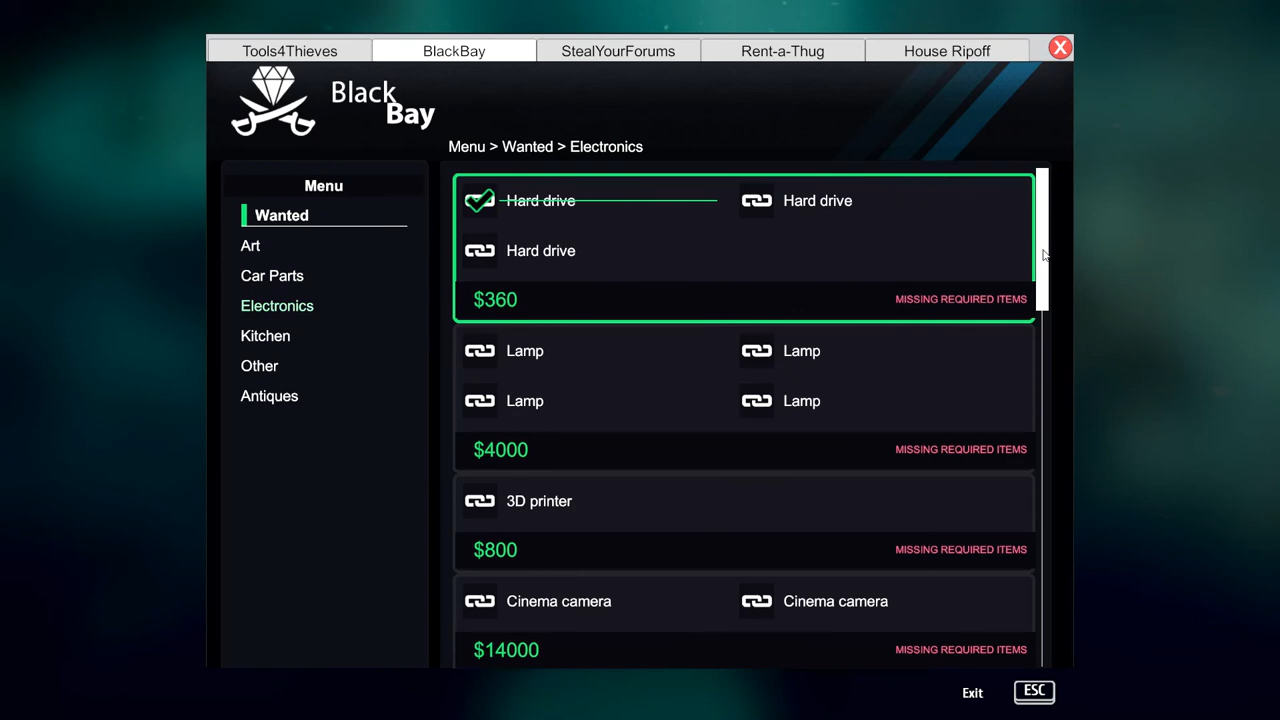 Tools4Thieves BlackBay StealYourForums Rent-a-Thug House Ripoff X
Black
Bay
Menu > Wanted > Electronics
Menu
Wanted
Art
Car Parts
Electronics
Kitchen
Other
Antiques
Hard drive Hard drive
Hard drive
$360 MISSING REQUIRED ITEMS
Lamp Lamp
Lamp Lamp
$4000 MISSING REQUIRED ITEMS
3D printer
$800 MISSING REQUIRED ITEMS
Cinema camera Cinema camera
$14000 MISSING REQUIRED ITEMS
Exit ESC